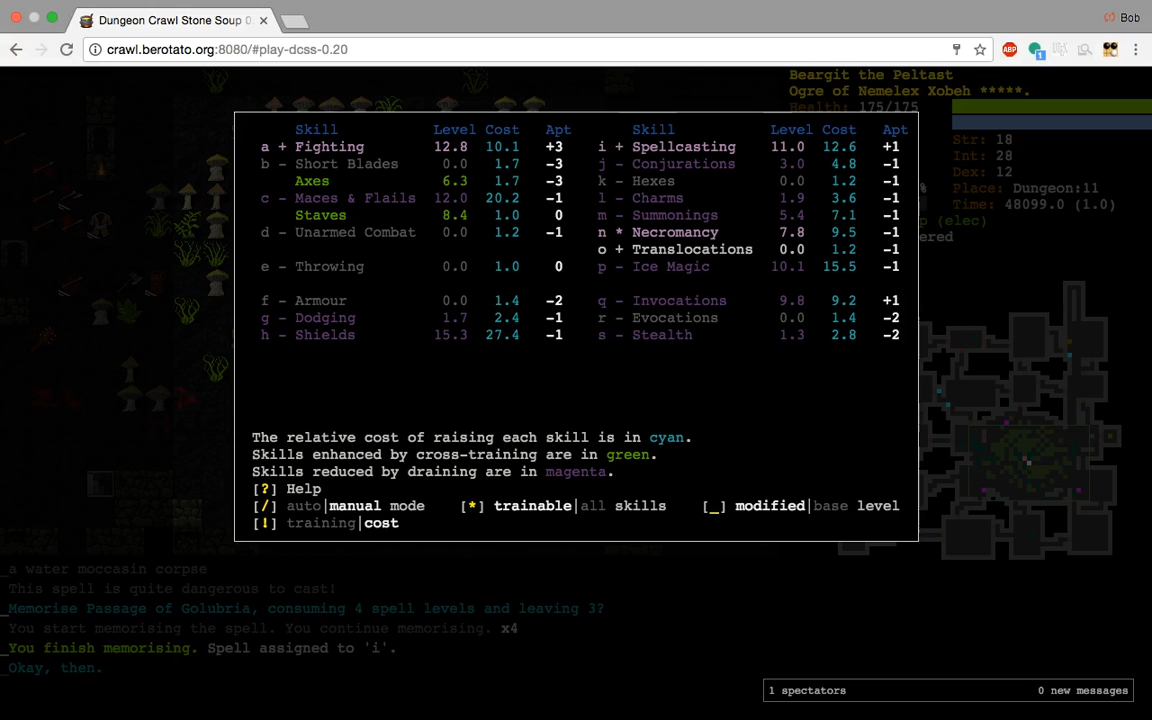 Dungeon Crawl Stone Soup 0.
Bob
crawl.berotato.org:8080/#play-dcss-0.20
ABP
1
Beargit the Peltast
Ogre of Nemelex Xobeh *****.
Health: 175/175
Str: 18
Int: 28
Dex: 12
Place: Dungeon:11
Time: 48099.0 (1.0)
(elec)
Skill Level Cost Apt Skill Level Cost Apt
a + Fighting 12.8 10.1 +3 i + Spellcasting 11.0 12.6 +1
b - Short Blades 0.0 1.7 -3 j - Conjurations 3.0 4.8 -1
Axes 6.3 1.7 -3 k - Hexes 0.0 1.2 -1
c - Maces & Flails 12.0 20.2 -1 l - Charms 1.9 3.6 -1
Staves 8.4 1.0 0 m - Summonings 5.4 7.1 -1
d - Unarmed Combat 0.0 1.2 -1 n * Necromancy 7.8 9.5 -1
o + Translocations 0.0 1.2 -1
e - Throwing 0.0 1.0 0 p - Ice Magic 10.1 15.5 -1
f - Armour 0.0 1.4 -2 q - Invocations 9.8 9.2 +1
g - Dodging 1.7 2.4 -1 r - Evocations 0.0 1.4 -2
h - Shields 15.3 27.4 -1 s - Stealth 1.3 2.8 -2
The relative cost of raising each skill is in cyan.
Skills enhanced by cross-training are in green.
Skills reduced by draining are in magenta.
[?] Help
[/] auto|manual mode [*] trainable|all skills [_] modified|base level
[!] training|cost
_a water moccasin corpse
This spell is quite dangerous to cast!
_Memorise Passage of Golubria, consuming 4 spell levels and leaving 3?
You start memorising the spell. You continue memorising. x4
_You finish memorising. Spell assigned to 'i'.
_Okay, then.
1 spectators 0 new messages